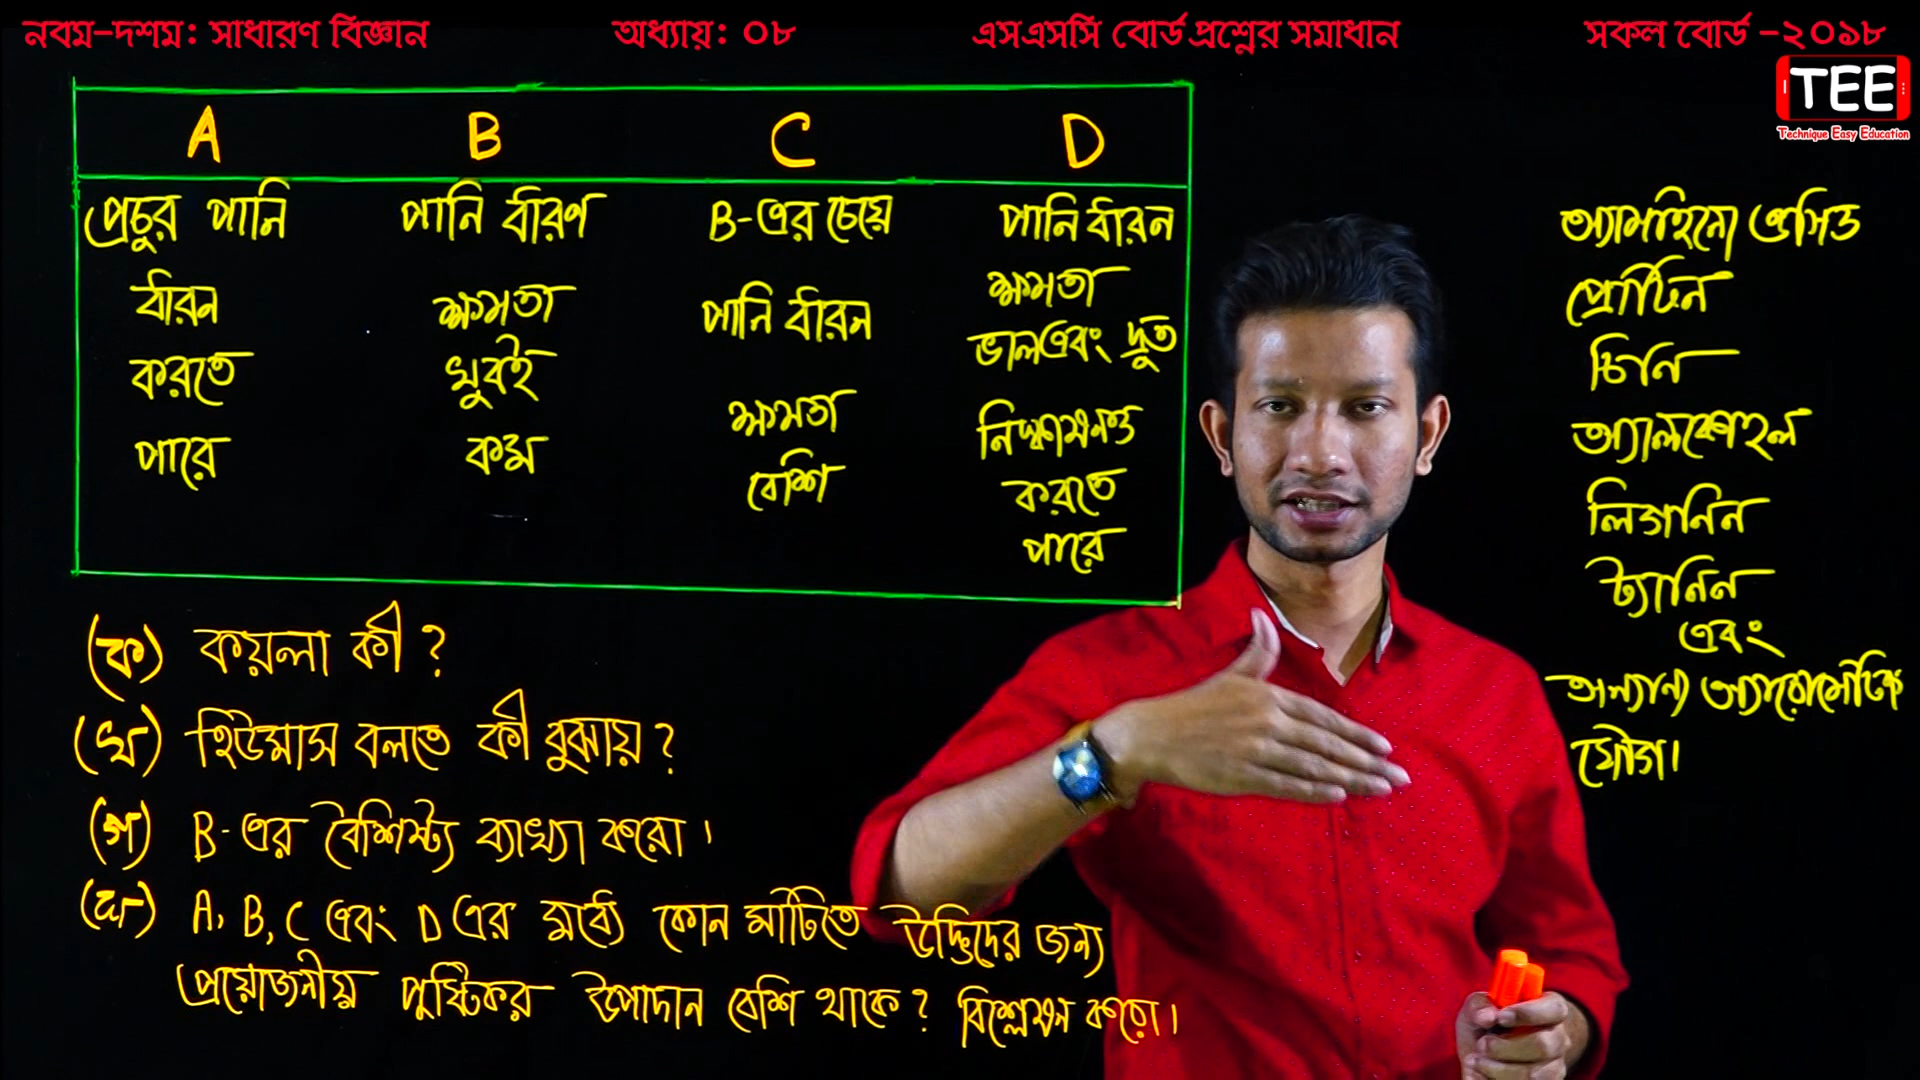 নবম-দশম: সাধারণ বিজ্ঞান
অধ্যায়: ০৮
এসএসসি বোর্ড প্রশ্নের সমাধান
সকল বোর্ড -২০১৮
TEE
Technique Easy Education
A
B
C
D
প্রচুর পানি
ধারন
করতে
পারে
পানি ধারণ
ক্ষমতা
খুবই
কম
B-এর চেয়ে
পানি ধারন
ক্ষমতা
বেশি
পানি ধারন
ক্ষমতা
ভাল এবং দ্রুত
নিষ্কাষনও
করতে
পারে
অ্যামাইনো এসিড
প্রোটিন
চিনি
অ্যালকোহল
লিগনিন
ট্যানিন
এবং
অন্যান্য অ্যারোমেটিক
যৌগ।
(ক) কয়লা কী?
(খ) হিউমাস বলতে কী বুঝায়?
(গ) B-এর বৈশিষ্ট্য ব্যাখ্যা করো।
(ঘ) A, B, C এবং D এর মধ্যে কোন মাটিতে উদ্ভিদের জন্য
প্রয়োজনীয় পুষ্টিকর উপাদান বেশি থাকে? বিশ্লেষন করো।